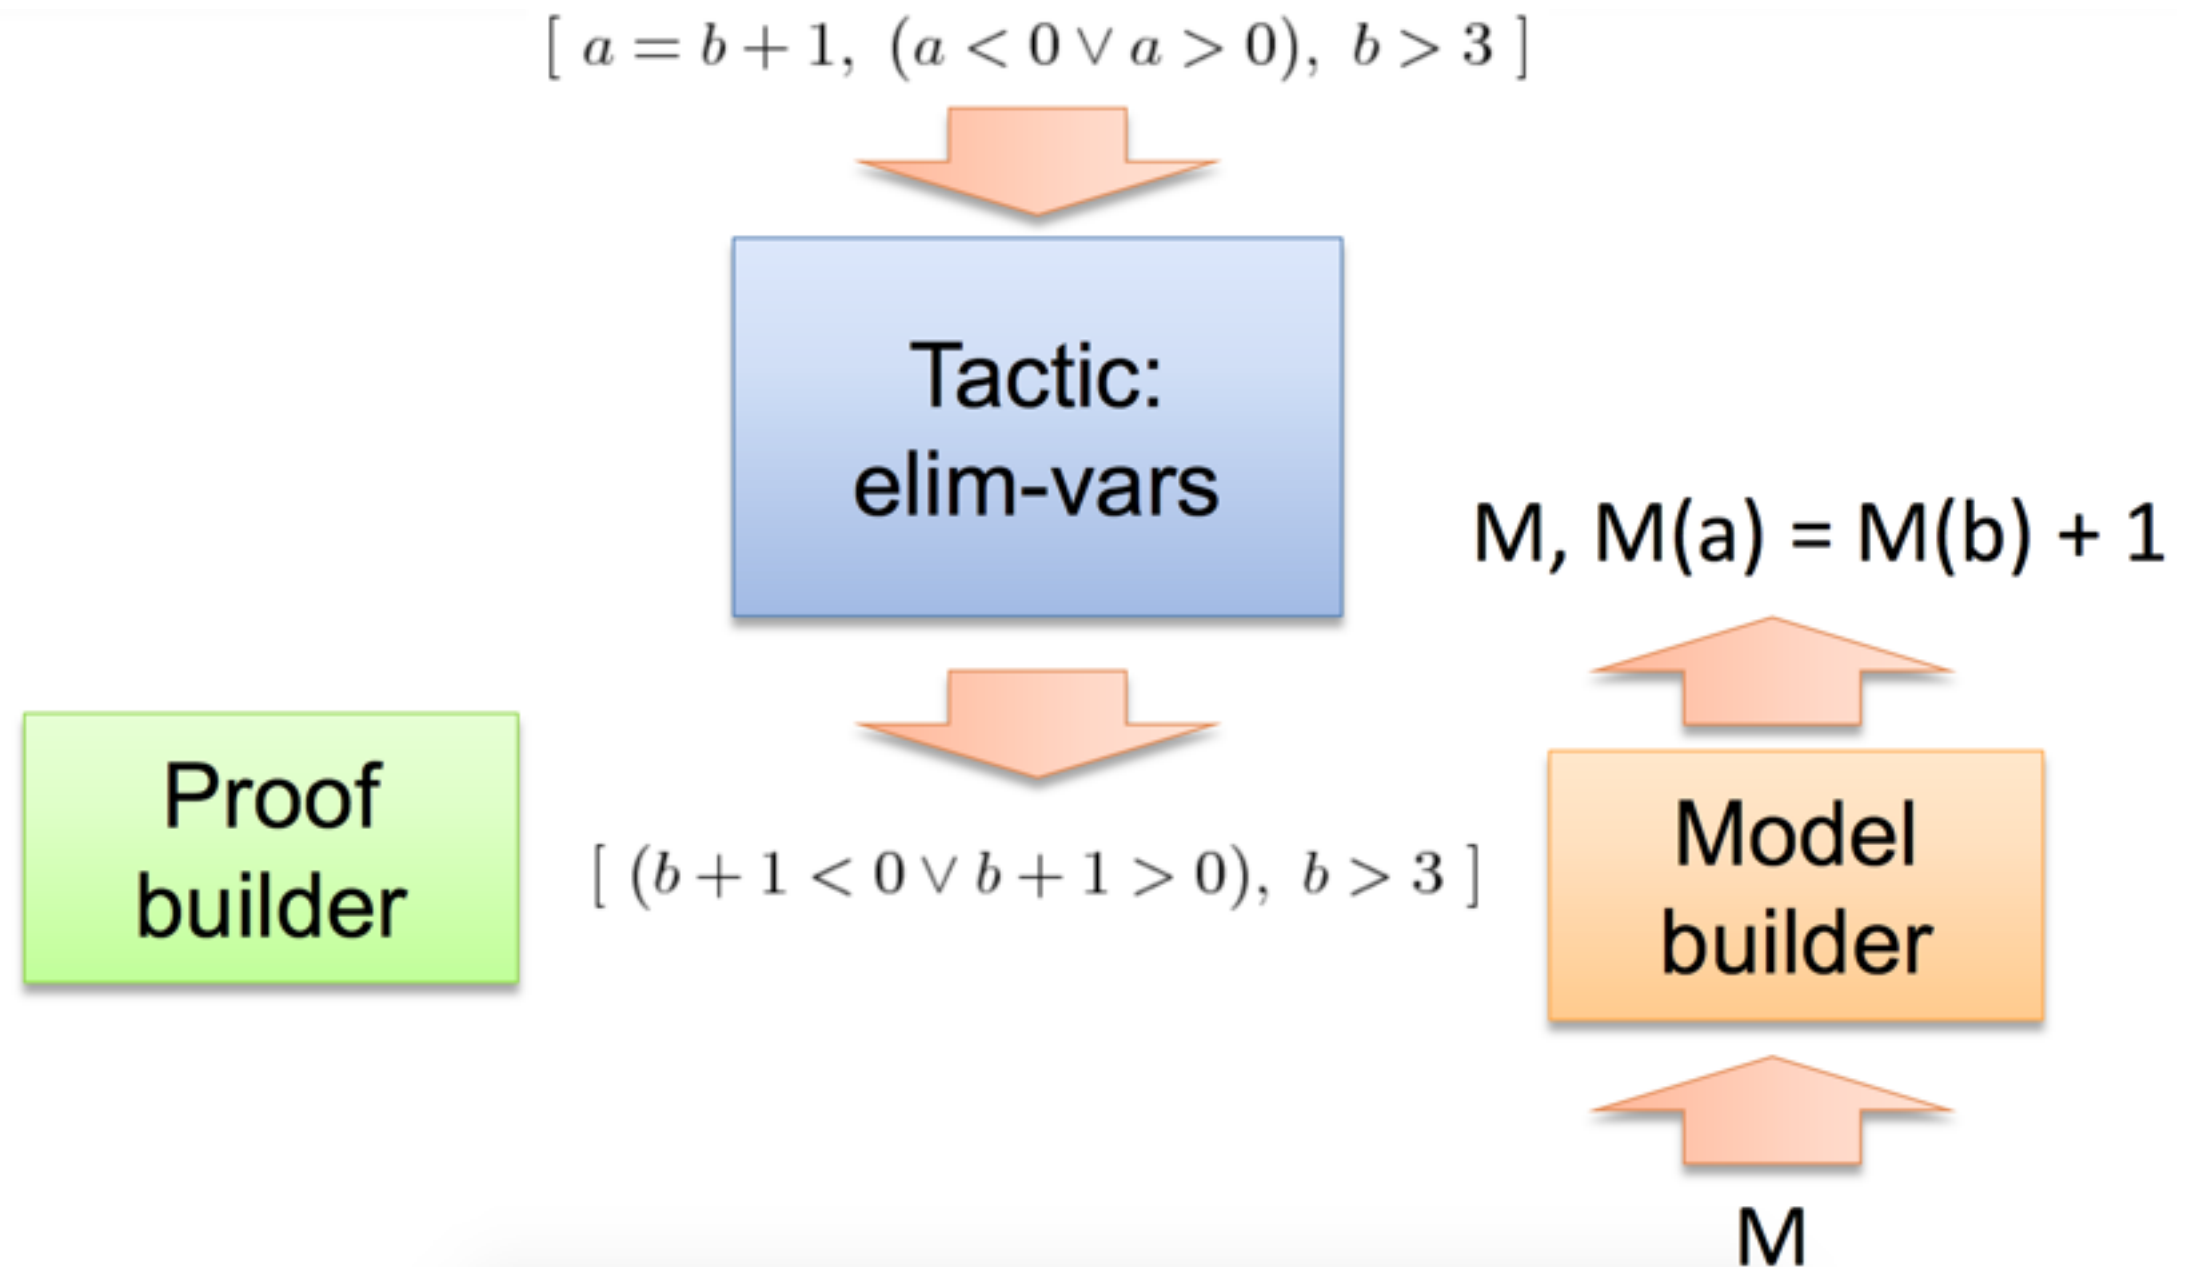 [ a = b + 1, (a < 0 ∨ a > 0), b > 3 ]
Tactic:
elim-vars
M, M(a) = M(b) + 1
Proof
builder
[ (b + 1 < 0 ∨ b + 1 > 0), b > 3 ]
Model
builder
M